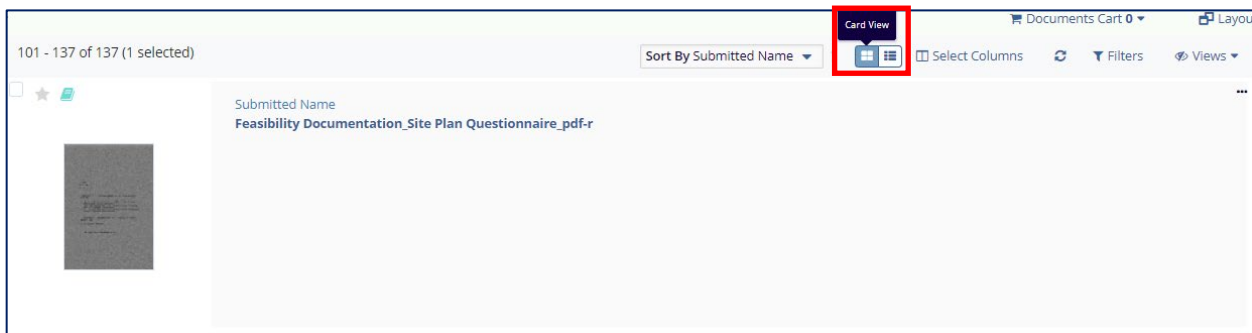 Documents Cart 0
Layou
Card View
101 - 137 of 137 (1 selected)
Sort By Submitted Name
Select Columns
Filters
Views
Submitted Name
Feasibility Documentation_Site Plan Questionnaire_pdf-r